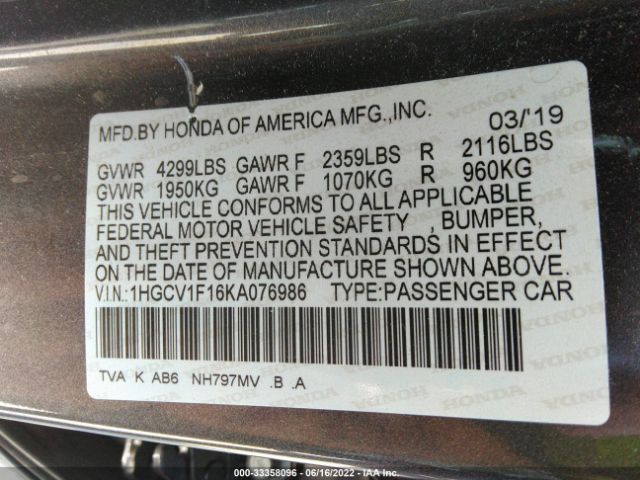 MFD.BY HONDA OF AMERICA MFG.,INC. 03/'19
GVWR 4299LBS GAWR F 2359LBS R 2116LBS
GVWR 1950KG GAWR F 1070KG R 960KG
THIS VEHICLE CONFORMS TO ALL APPLICABLE
FEDERAL MOTOR VEHICLE SAFETY , BUMPER,
AND THEFT PREVENTION STANDARDS IN EFFECT
ON THE DATE OF MANUFACTURE SHOWN ABOVE.
V.I.N.:1HGCV1F16KA076986 TYPE:PASSENGER CAR
TVA K AB6 NH797MV .B .A
000-33358096 - 06/16/2022 - IAA Inc.